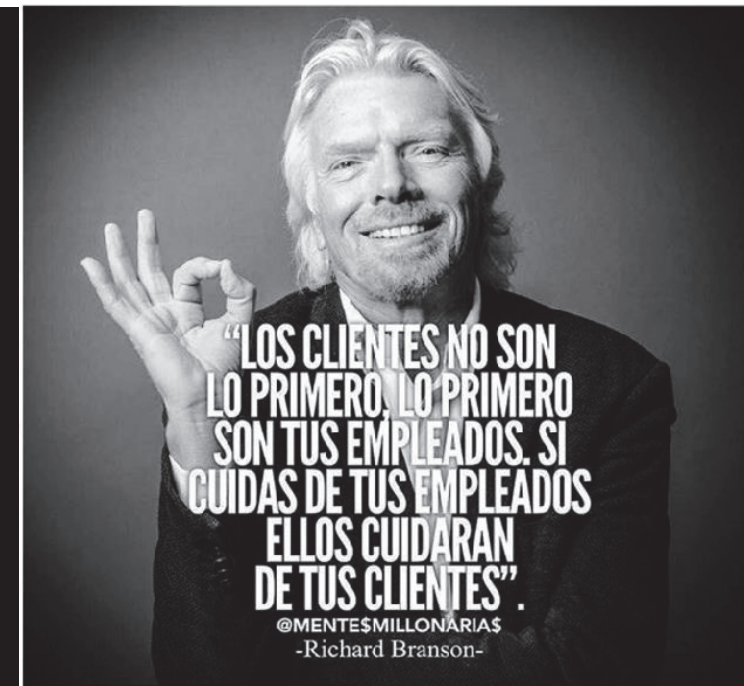 “LOS CLIENTES NO SON
LO PRIMERO, LO PRIMERO
SON TUS EMPLEADOS. SI
CUIDAS DE TUS EMPLEADOS
ELLOS CUIDARAN
DE TUS CLIENTES”.
@MENTE$MILLONARIA$
-Richard Branson-